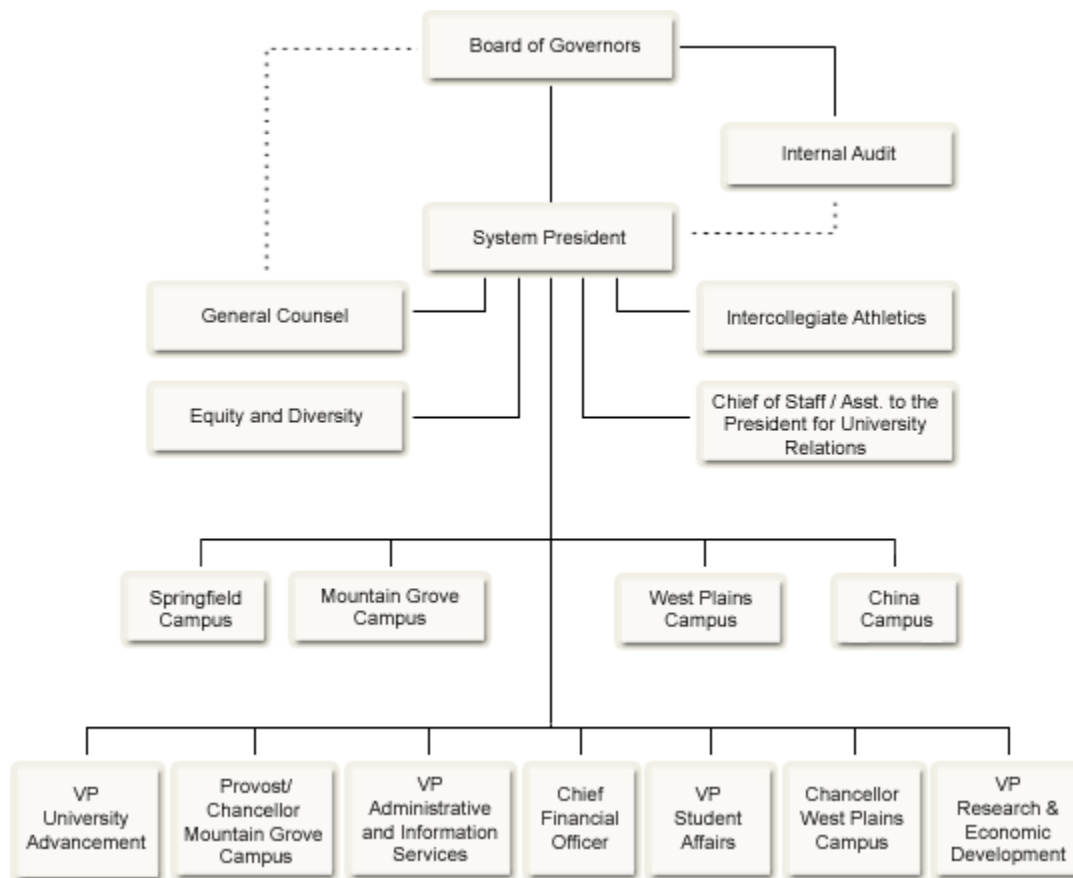 Board of Governors
Internal Audit
System President
General Counsel
Intercollegiate Athletics
Equity and Diversity
Chief of Staff / Asst. to the
President for University
Relations
Springfield
Campus
Mountain Grove
Campus
West Plains
Campus
China
Campus
VP
University
Advancement
Provost/
Chancellor
Mountain Grove
Campus
VP
Administrative
and Information
Services
Chief
Financial
Officer
VP
Student
Affairs
Chancellor
West Plains
Campus
VP
Research &
Economic
Development